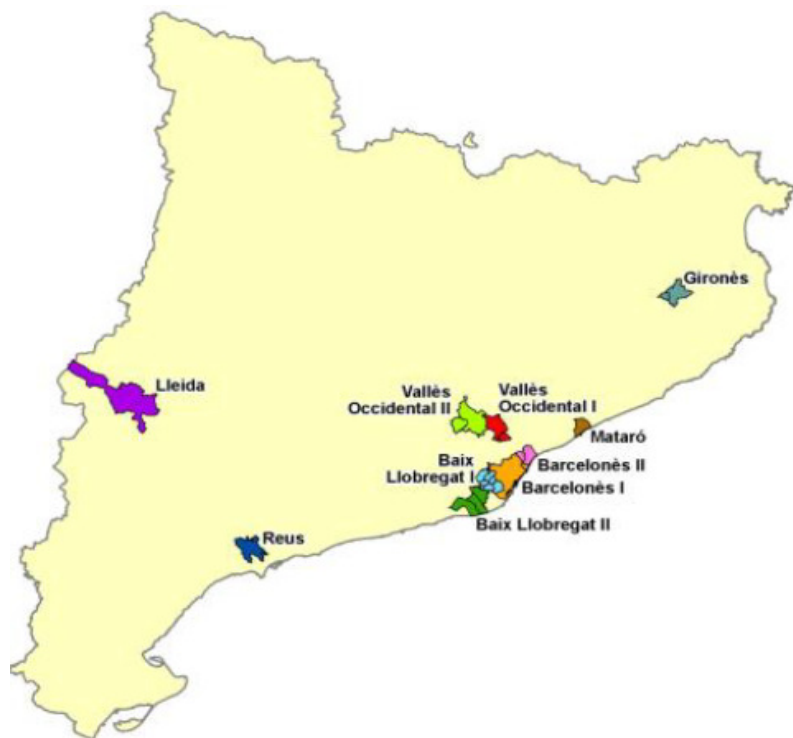 Gironès
Lleida
Vallès
Occidental II
Vallès
Occidental I
Mataró
Baix
Llobregat I
Barcelonès II
Barcelonès I
Baix Llobregat II
Reus